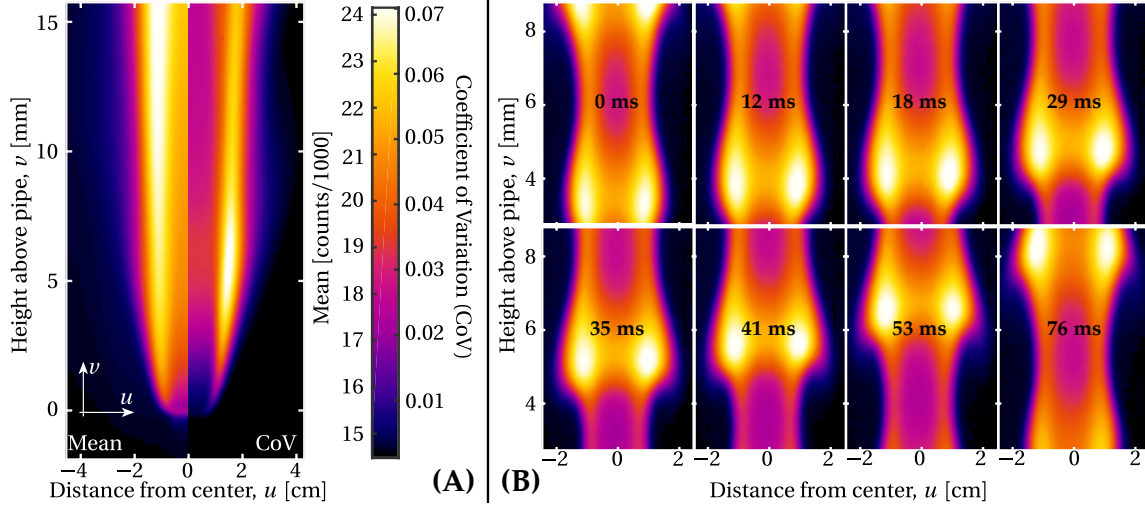 Height above pipe, v [mm]
15
10
5
0
v
u
Mean
CoV
−4
−2
0
2
4
Distance from center, u [cm]
Mean [counts/1000]
24
23
22
21
20
19
18
17
16
15
0.07
0.06
0.05
0.04
0.03
0.02
0.01
Coefficient of Variation (CoV)
(A)
(B)
Height above pipe, v [mm]
8
6
4
0 ms
12 ms
18 ms
29 ms
Height above pipe, v [mm]
8
6
4
35 ms
41 ms
53 ms
76 ms
−2 0 2 −2 0 2 −2 0 2 −2 0 2
Distance from center, u [cm]